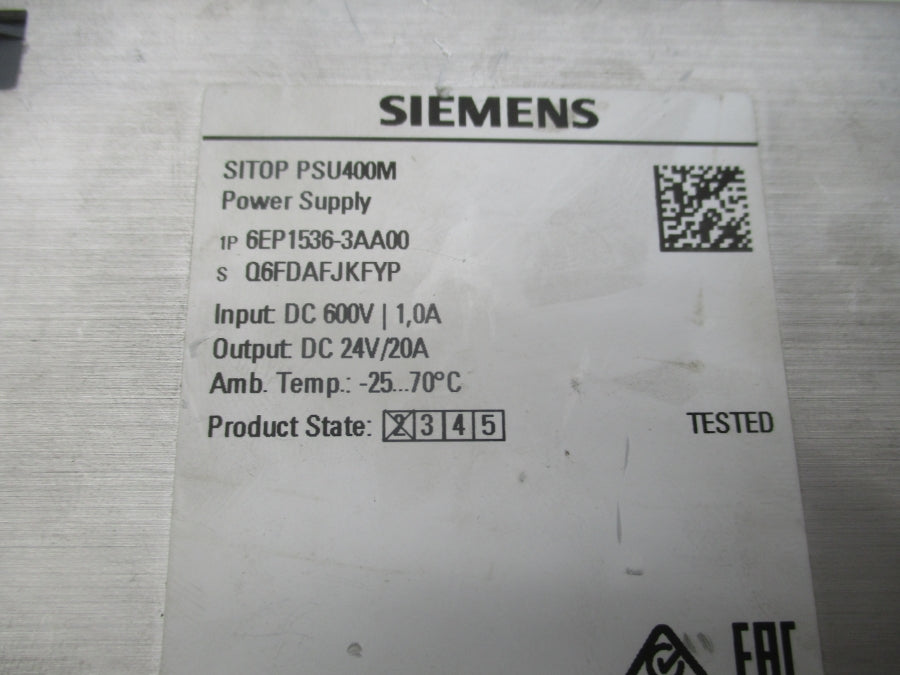 SIEMENS
SITOP PSU400M
Power Supply
1P 6EP1536-3AA00
S Q6FDAFJKFYP
Input: DC 600V | 1,0A
Output: DC 24V/20A
Amb. Temp.: -25...70°C
Product State: 2 3 4 5
TESTED
EAC